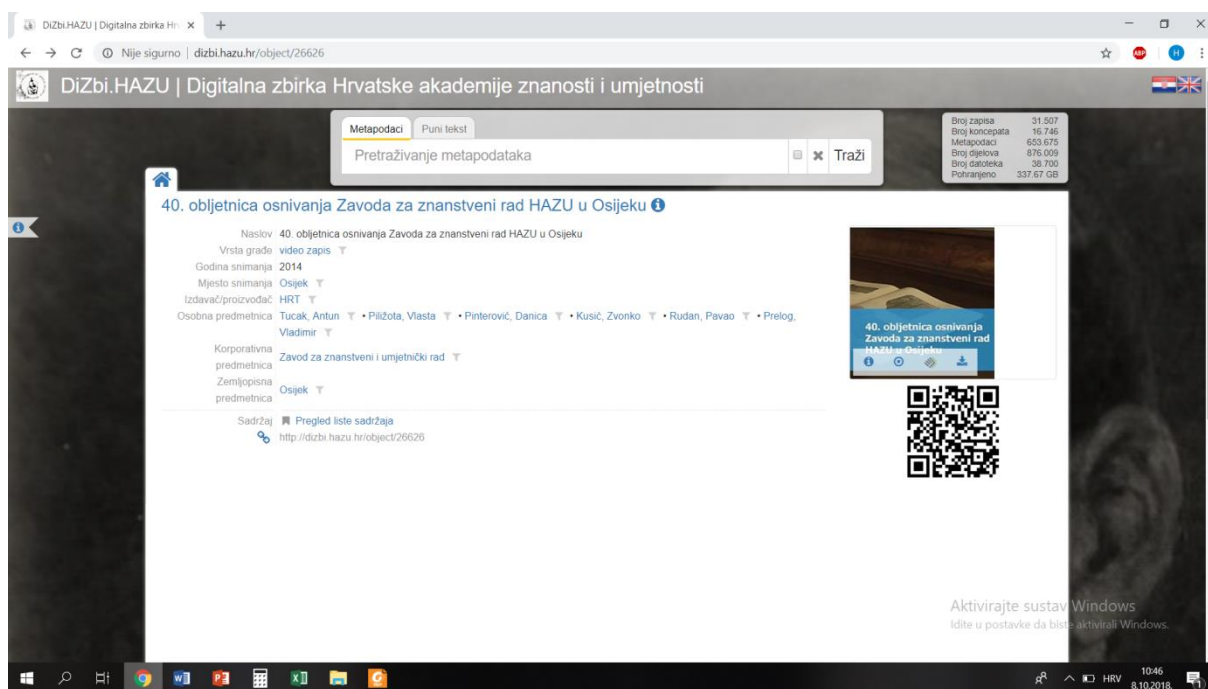 DiZbi.HAZU | Digitalna zbirka Hrv
Nije sigurno | dizbi.hazu.hr/object/26626
ABP
H
DiZbi.HAZU | Digitalna zbirka Hrvatske akademije znanosti i umjetnosti
Metapodaci Puni tekst
Pretraživanje metapodataka Traži
Broj zapisa 31.507
Broj koncepata 16.746
Metapodaci 653.675
Broj dijelova 876.009
Broj datoteka 38.700
Pohranjeno 337.67 GB
40. obljetnica osnivanja Zavoda za znanstveni rad HAZU u Osijeku
Naslov 40. obljetnica osnivanja Zavoda za znanstveni rad HAZU u Osijeku
Vrsta građe video zapis
Godina snimanja 2014
Mjesto snimanja Osijek
Izdavač/proizvođač HRT
Osobna predmetnica Tucak, Antun • Piližota, Vlasta • Pinterović, Danica • Kusić, Zvonko • Rudan, Pavao • Prelog,
Vladimir
Korporativna
predmetnica
Zavod za znanstveni i umjetnički rad
Zemljopisna
predmetnica
Osijek
Sadržaj Pregled liste sadržaja
http://dizbi.hazu.hr/object/26626
40. obljetnica osnivanja
Zavoda za znanstveni rad
HAZU u Osijeku
Aktivirajte sustav Windows
Idite u postavke da biste aktivirali Windows.
HRV
10:46
8.10.2018.